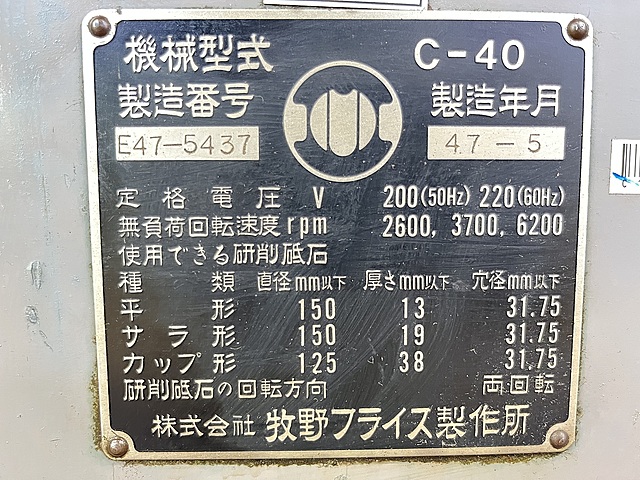 機械型式 C-40
製造番号 製造年月
E47-5437 47-5
定格電圧 V 200(50Hz) 220(60Hz)
無負荷回転速度rpm 2600, 3700, 6200
使用できる研削砥石
種類 直径mm以下 厚さmm以下 穴径mm以下
平形 150 13 31.75
サラ形 150 19 31.75
カップ形 125 38 31.75
研削砥石の回転方向 両回転
株式会社 牧野フライス製作所